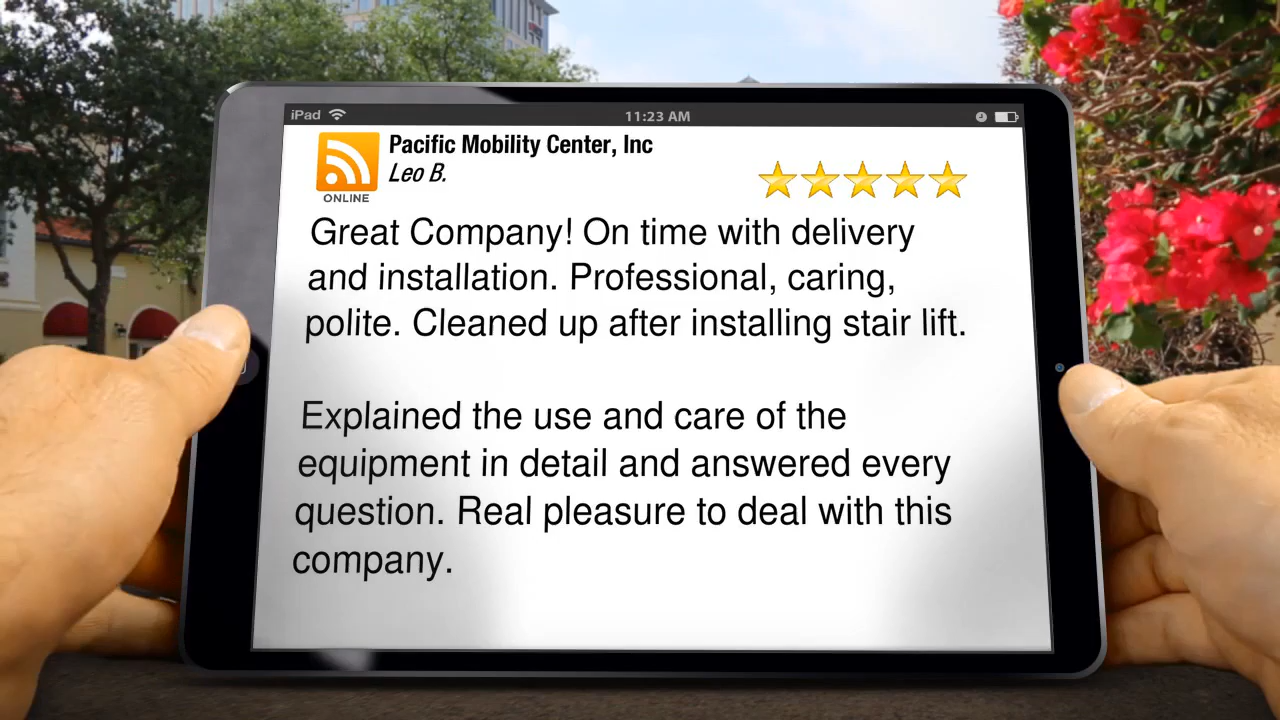 iPad
11:23 AM
Pacific Mobility Center, Inc
Leo B.
ONLINE
Great Company! On time with delivery
and installation. Professional, caring,
polite. Cleaned up after installing stair lift.
Explained the use and care of the
equipment in detail and answered every
question. Real pleasure to deal with this
company.